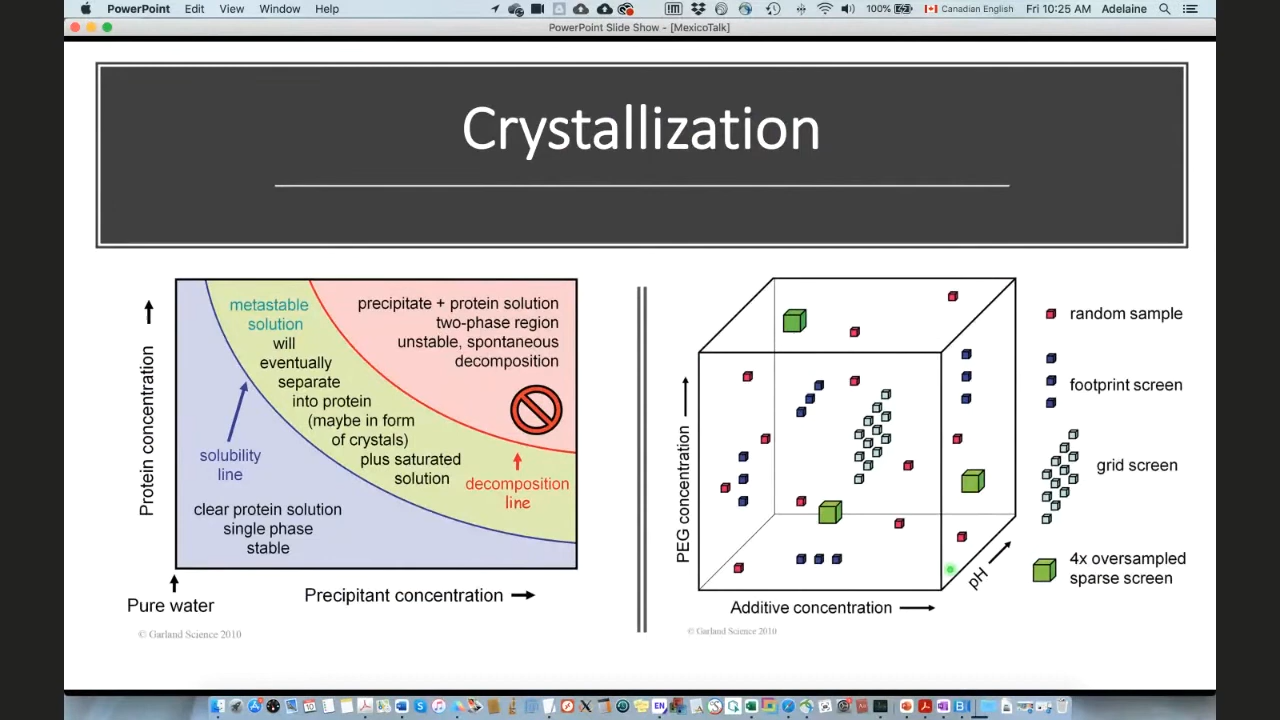 PowerPoint Edit View Window Help
100% Canadian English Fri 10:25 AM Adelaine
PowerPoint Slide Show - [MexicoTalk]
Crystallization
Protein concentration
metastable
solution
will
eventually
separate
into protein
(maybe in form
of crystals)
plus saturated
solution
precipitate + protein solution
two-phase region
unstable, spontaneous
decomposition
solubility
line
decomposition
line
clear protein solution
single phase
stable
Pure water
Precipitant concentration
© Garland Science 2010
PEG concentration
Additive concentration
pH
© Garland Science 2010
random sample
footprint screen
grid screen
4x oversampled
sparse screen